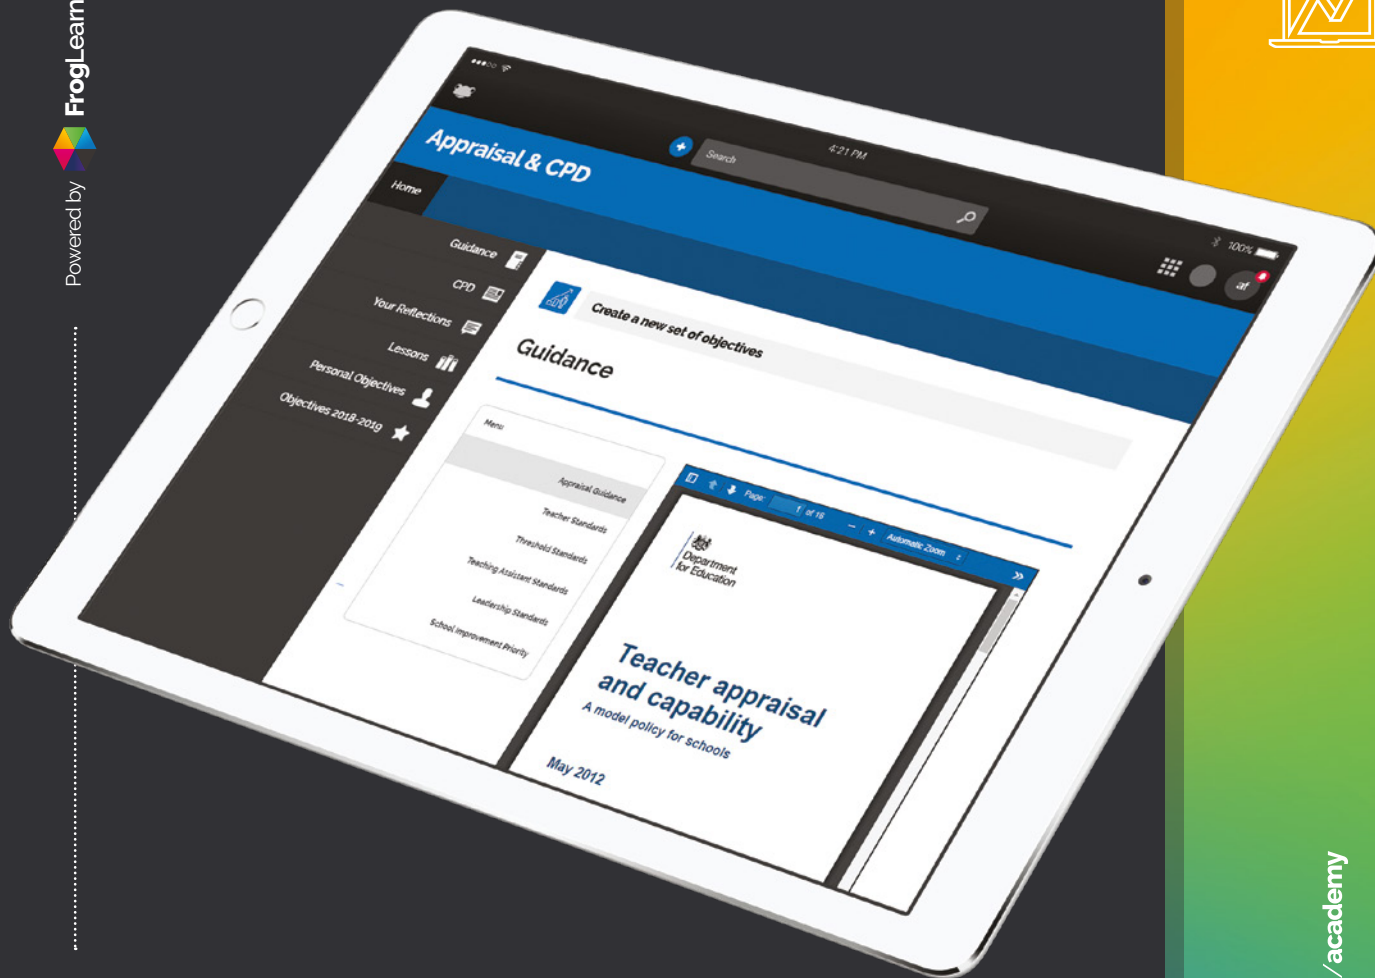 Powered by FrogLearn
4:21 PM
100%
Search
af
Appraisal & CPD
Home
Guidance
CPD
Your Reflections
Lessons
Personal Objectives
Objectives 2018-2019
Create a new set of objectives
Guidance
Menu
Appraisal Guidance
Teacher Standards
Threshold Standards
Teaching Assistant Standards
Leadership Standards
School Improvement Priority
Page: 1 of 16
Automatic Zoom
Department
for Education
Teacher appraisal
and capability
A model policy for schools
May 2012
/academy